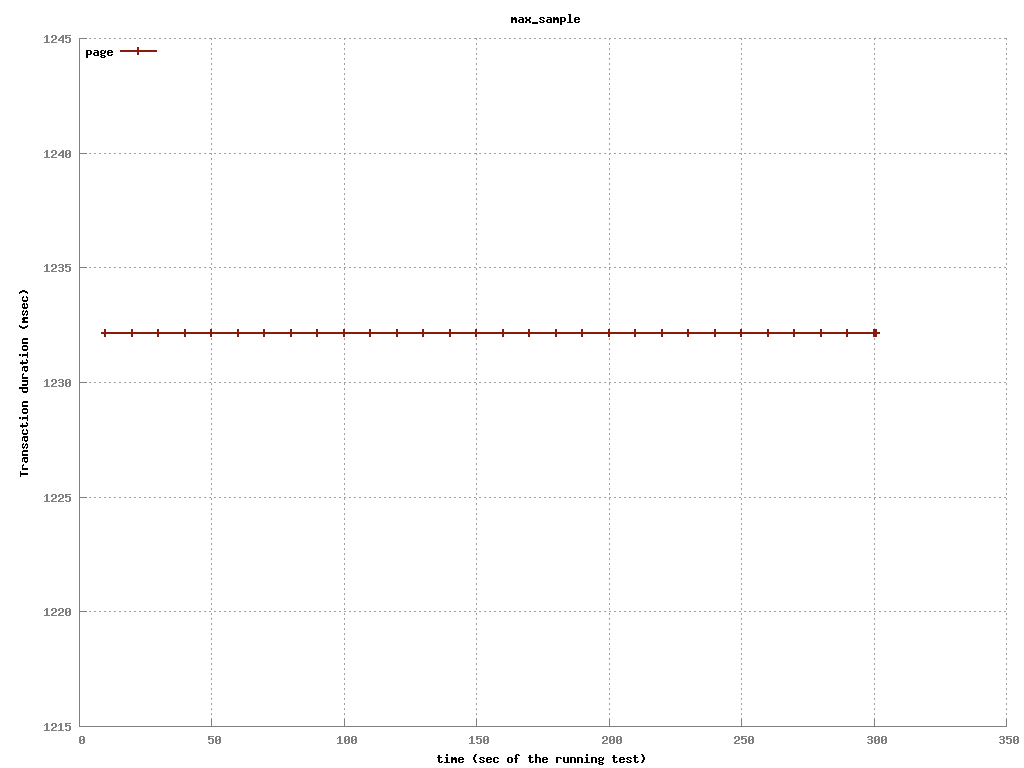 max_sample
page
1245
1240
1235
1230
1225
1220
1215
Transaction duration (msec)
0 50 100 150 200 250 300 350
time (sec of the running test)